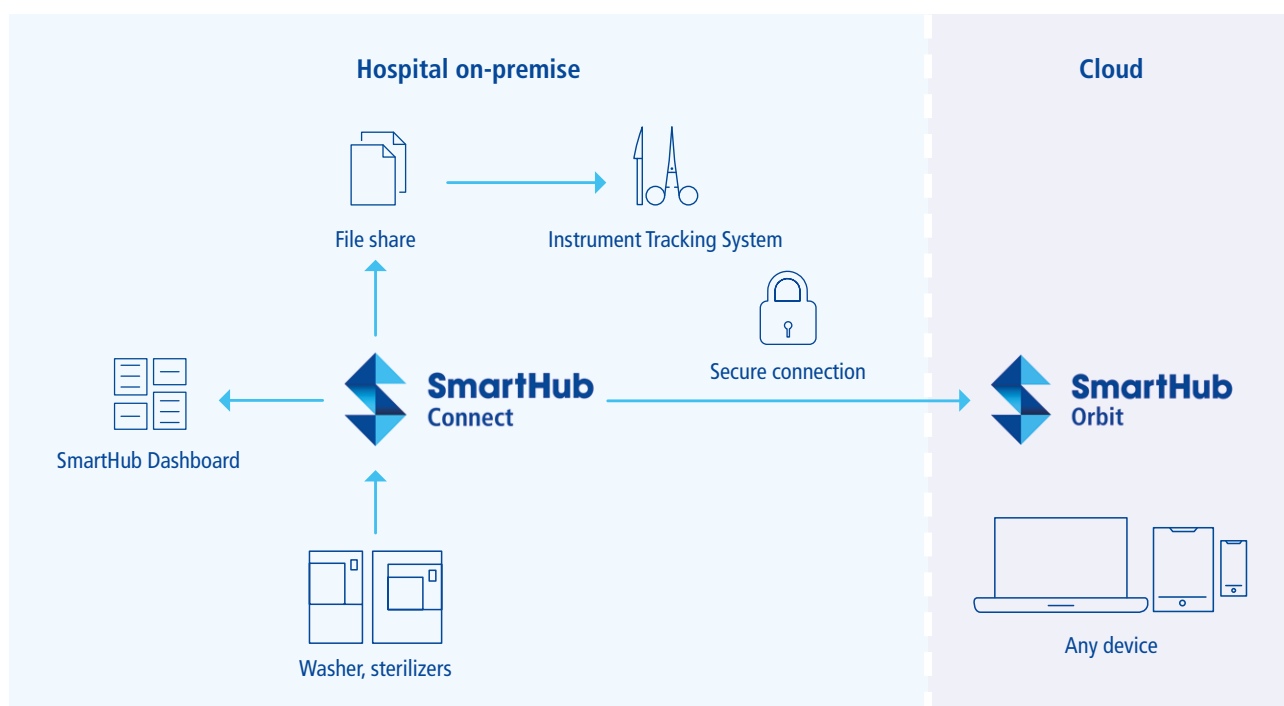 Hospital on-premise
Cloud
File share
Instrument Tracking System
Secure connection
SmartHub
Connect
SmartHub
Orbit
SmartHub Dashboard
Any device
Washer, sterilizers